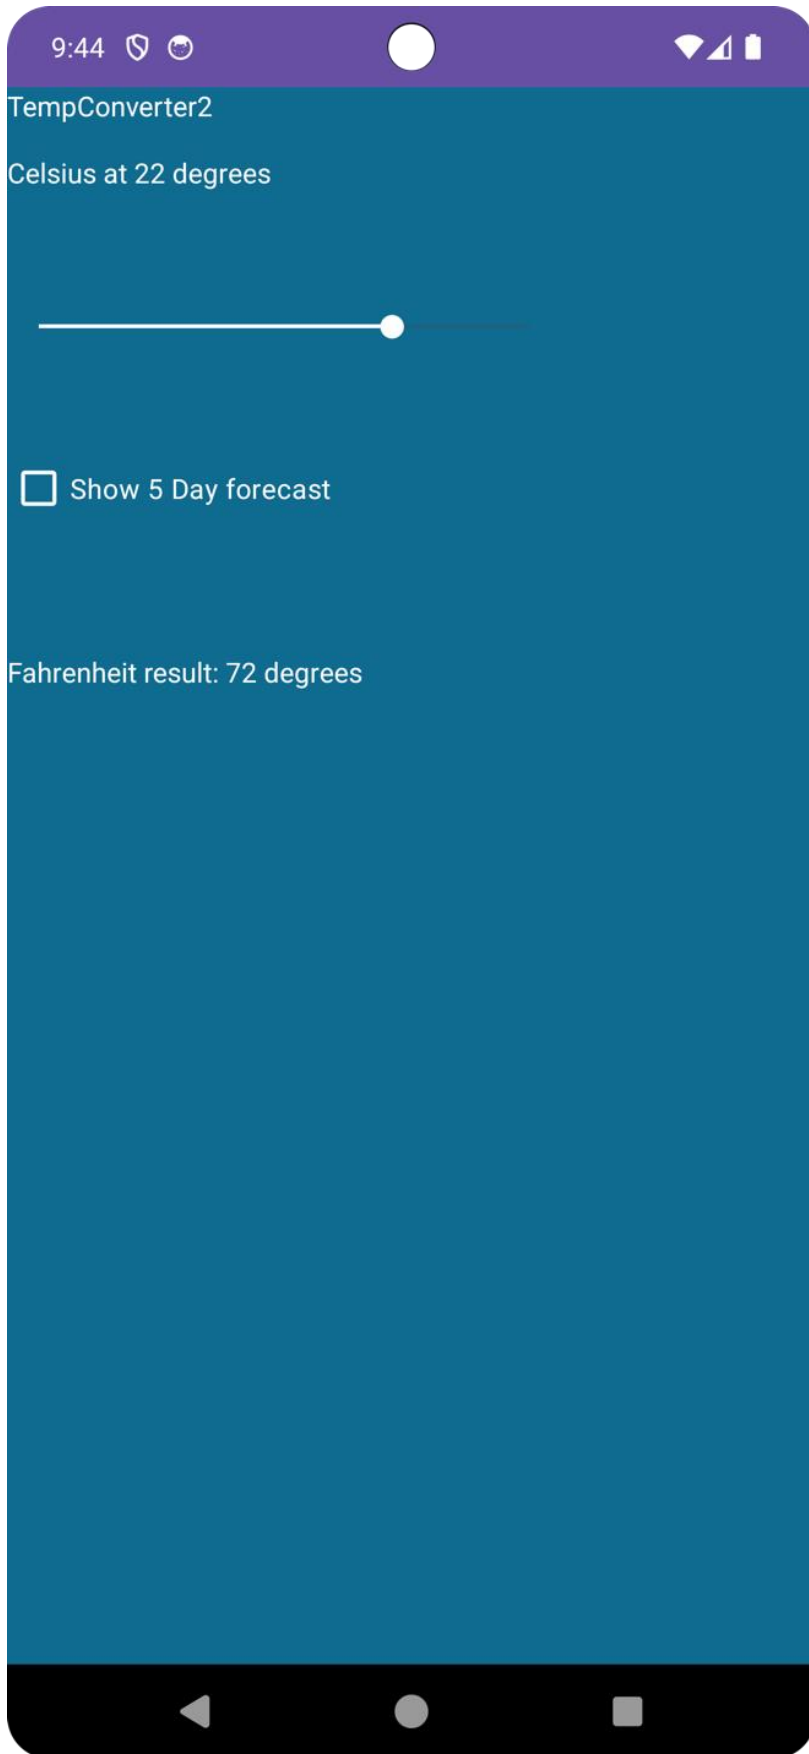 9:44
TempConverter2
Celsius at 22 degrees
Show 5 Day forecast
Fahrenheit result: 72 degrees